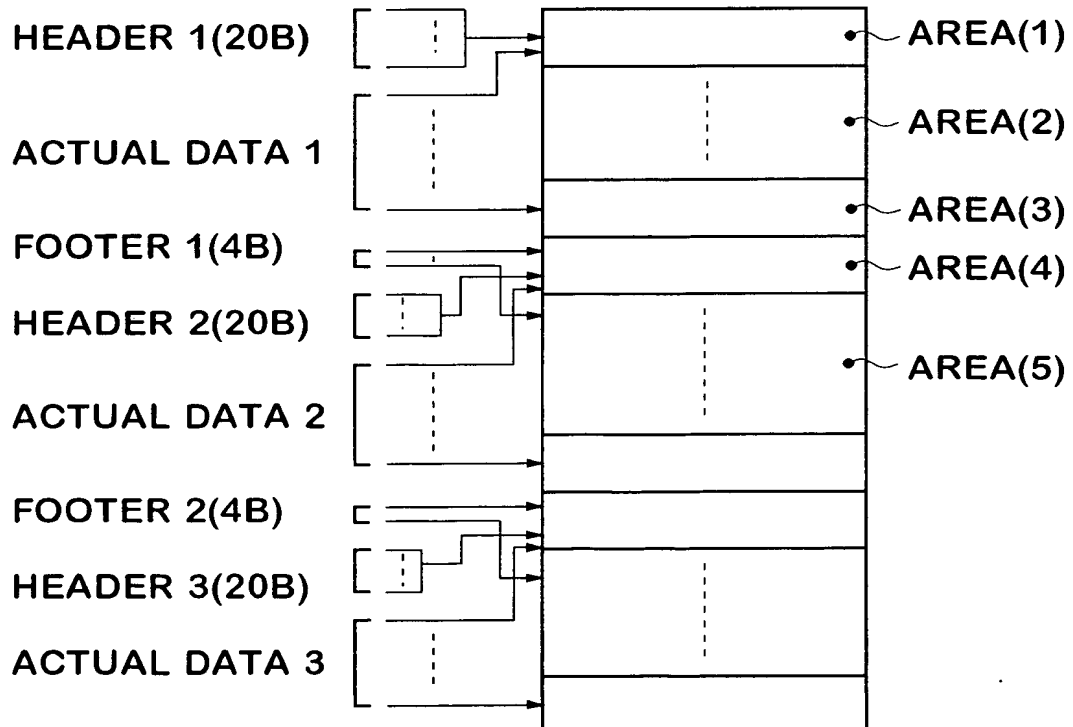 HEADER 1(20B)
ACTUAL DATA 1
FOOTER 1(4B)
HEADER 2(20B)
ACTUAL DATA 2
FOOTER 2(4B)
HEADER 3(20B)
ACTUAL DATA 3
AREA(1)
AREA(2)
AREA(3)
AREA(4)
AREA(5)